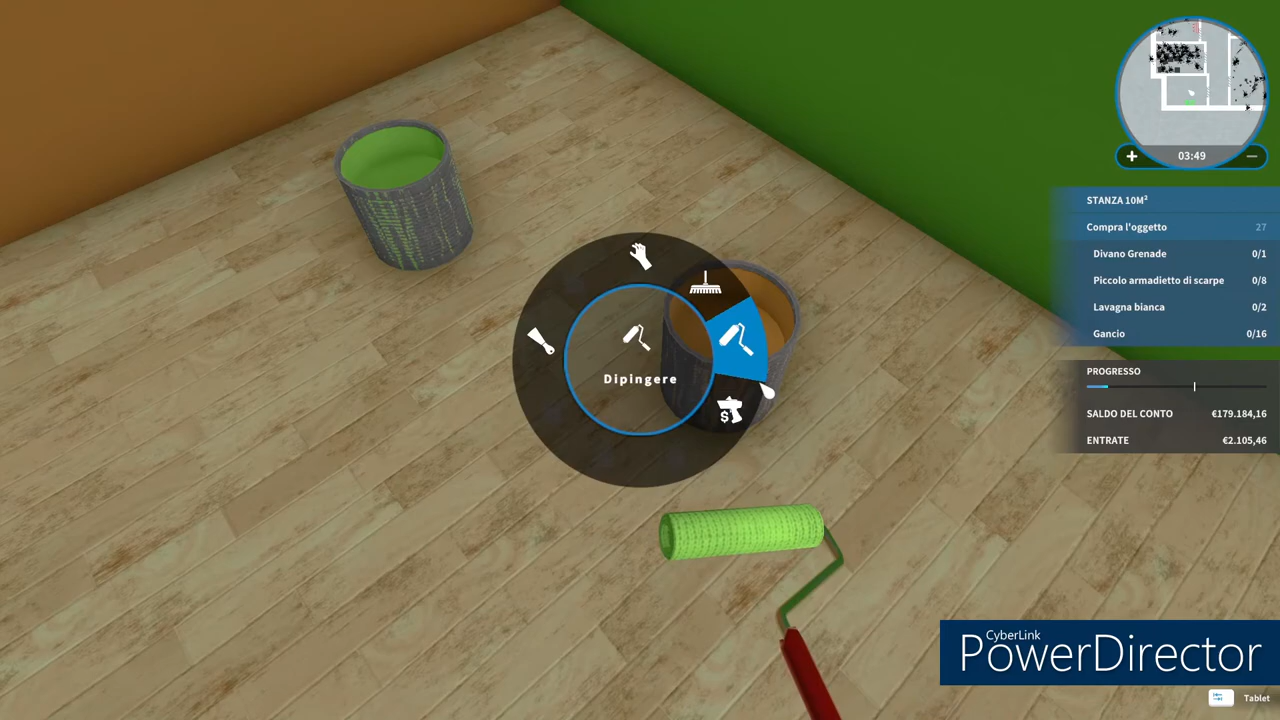 03:49
STANZA 10M²
Compra l'oggetto 27
Divano Grenade 0/1
Piccolo armadietto di scarpe 0/8
Lavagna bianca 0/2
Gancio 0/16
PROGRESSO
SALDO DEL CONTO €179.184,16
ENTRATE €2.105,46
Dipingere
$
CyberLink
PowerDirector
Tablet